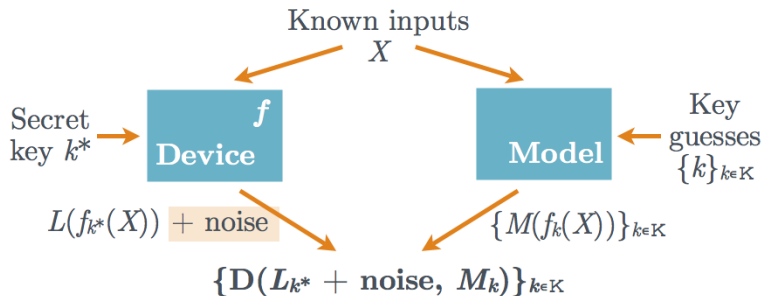 Known inputs
X
Secret
key k*
f
Device
Model
Key
guesses
{k}ₖ∈K
L(fₖ*(X)) + noise
{M(fₖ(X))}ₖ∈K
{D(Lₖ* + noise, Mₖ)}ₖ∈K